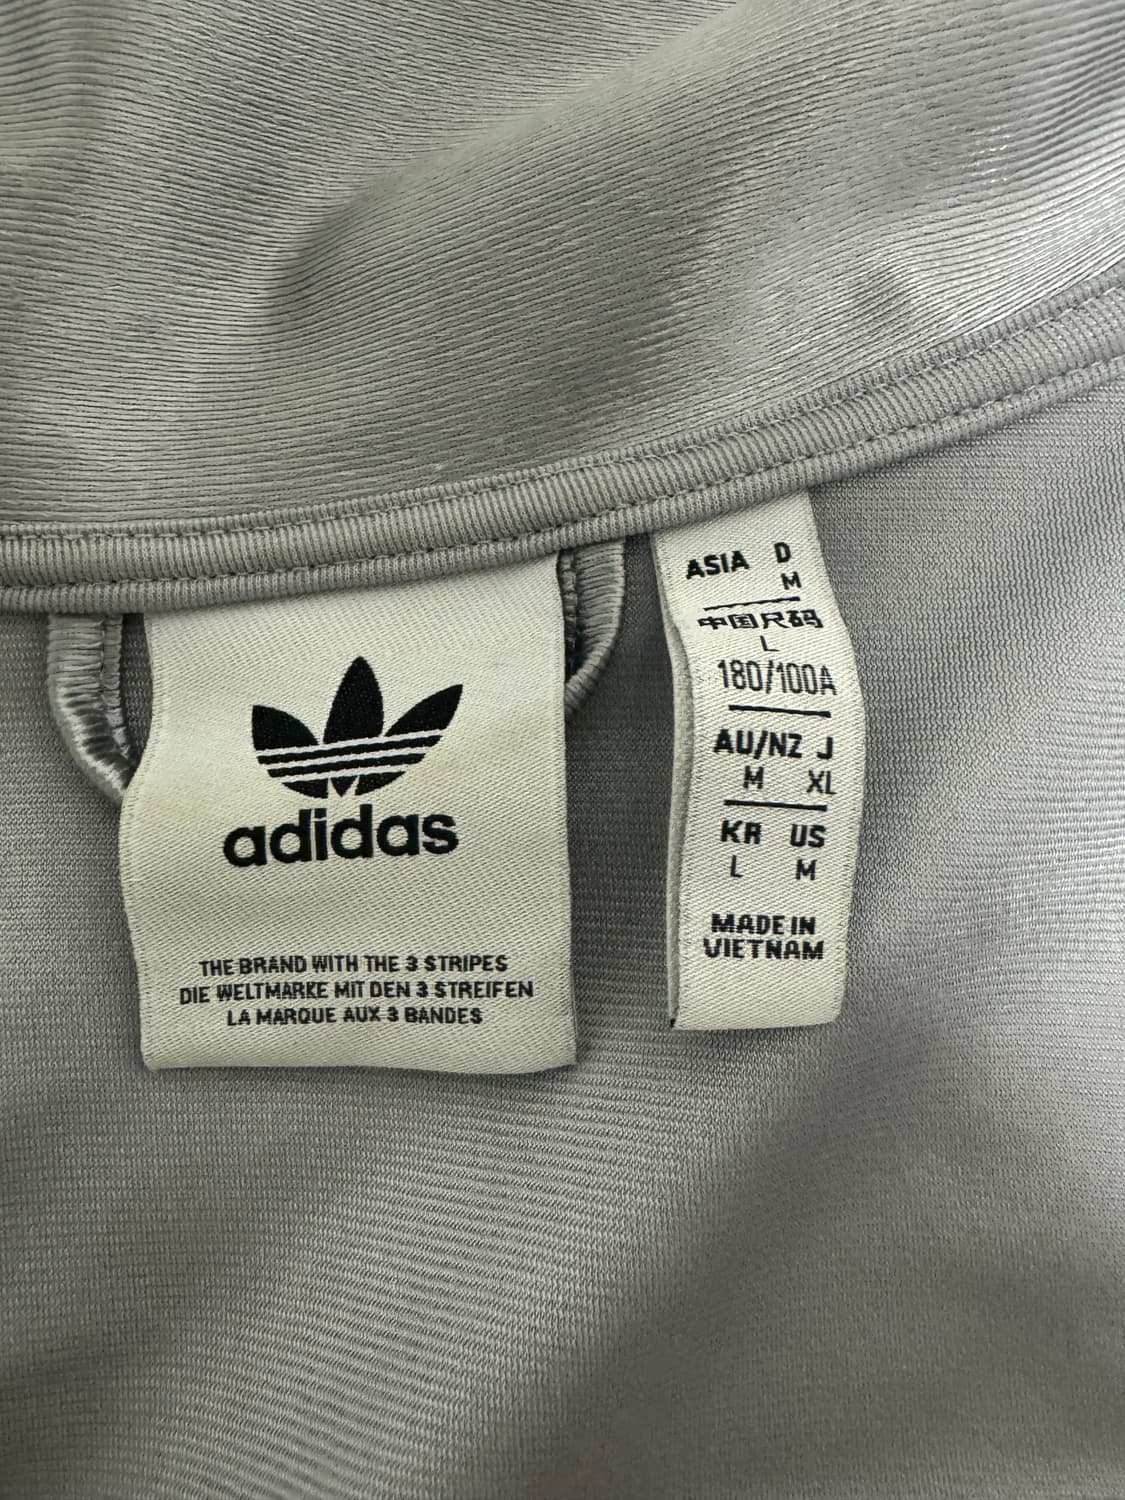 adidas
THE BRAND WITH THE 3 STRIPES
DIE WELTMARKE MIT DEN 3 STREIFEN
LA MARQUE AUX 3 BANDES
ASIA D
M
中国尺码
L
180/100A
AU/NZ J
M XL
KR US
L M
MADE IN
VIETNAM